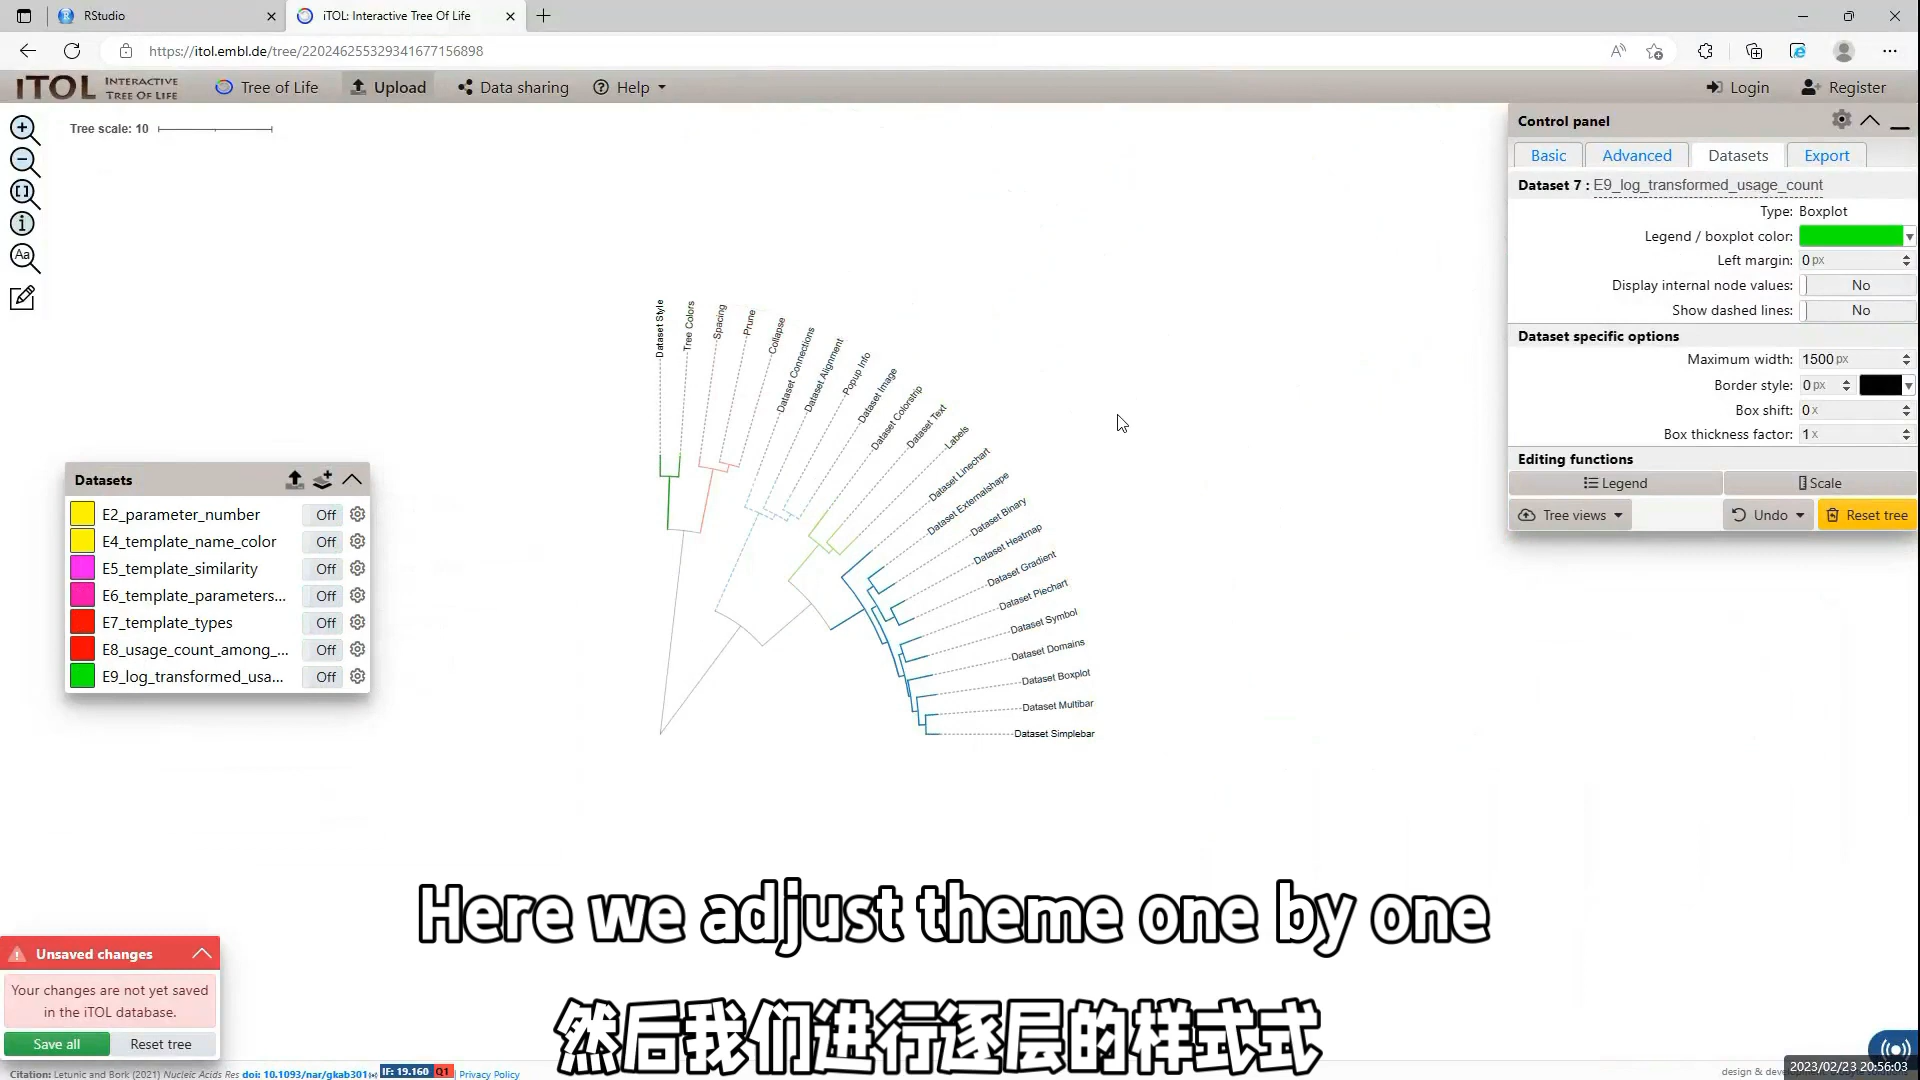 RStudio
iTOL: Interactive Tree Of Life
https://itol.embl.de/tree/220246255329341677156898
iTOL INTERACTIVE TREE OF LIFE
Tree of Life
Upload
Data sharing
Help
Login
Register
Tree scale: 10
Control panel
Basic
Advanced
Datasets
Export
Dataset 7 : E9_log_transformed_usage_count
Type: Boxplot
Legend / boxplot color:
Left margin: 0 px
Display internal node values: No
Show dashed lines: No
Dataset specific options
Maximum width: 1500 px
Border style: 0 px
Box shift: 0 x
Box thickness factor: 1 x
Editing functions
Legend
Scale
Tree views
Undo
Reset tree
Dataset Style
Tree Colors
Spacing
Prune
Collapse
Dataset Connections
Dataset Alignment
Popup Info
Dataset Image
Dataset Colorstrip
Dataset Text
Labels
Dataset Linechart
Dataset Externalshape
Dataset Binary
Dataset Heatmap
Dataset Gradient
Dataset Piechart
Dataset Symbol
Dataset Domains
Dataset Boxplot
Dataset Multibar
Dataset Simplebar
Datasets
E2_parameter_number Off
E4_template_name_color Off
E5_template_similarity Off
E6_template_parameters... Off
E7_template_types Off
E8_usage_count_among_... Off
E9_log_transformed_usa... Off
Here we adjust theme one by one
然后我们进行逐层的样式式
Unsaved changes
Your changes are not yet saved
in the iTOL database.
Save all
Reset tree
Citation: Letunic and Bork (2021) Nucleic Acids Res doi: 10.1093/nar/gkab301 IF: 19.160 Q1 | Privacy Policy
design & development
2023/02/23 20:56:03